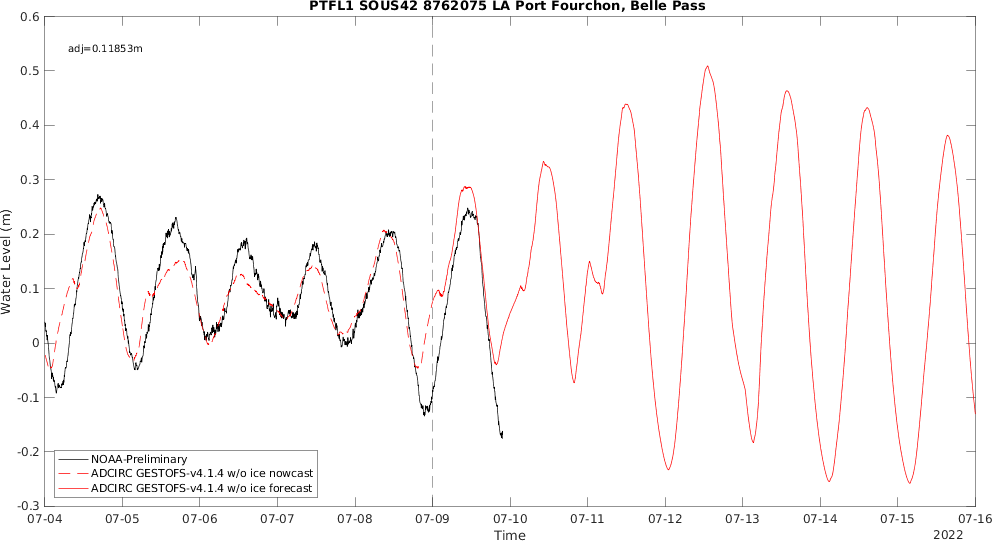 PTFL1 SOUS42 8762075 LA Port Fourchon, Belle Pass
adj=0.11853m
Water Level (m)
0.6
0.5
0.4
0.3
0.2
0.1
0
-0.1
-0.2
-0.3
NOAA-Preliminary
ADCIRC GESTOFS-v4.1.4 w/o ice nowcast
ADCIRC GESTOFS-v4.1.4 w/o ice forecast
07-04 07-05 07-06 07-07 07-08 07-09 07-10 07-11 07-12 07-13 07-14 07-15 07-16
Time
2022